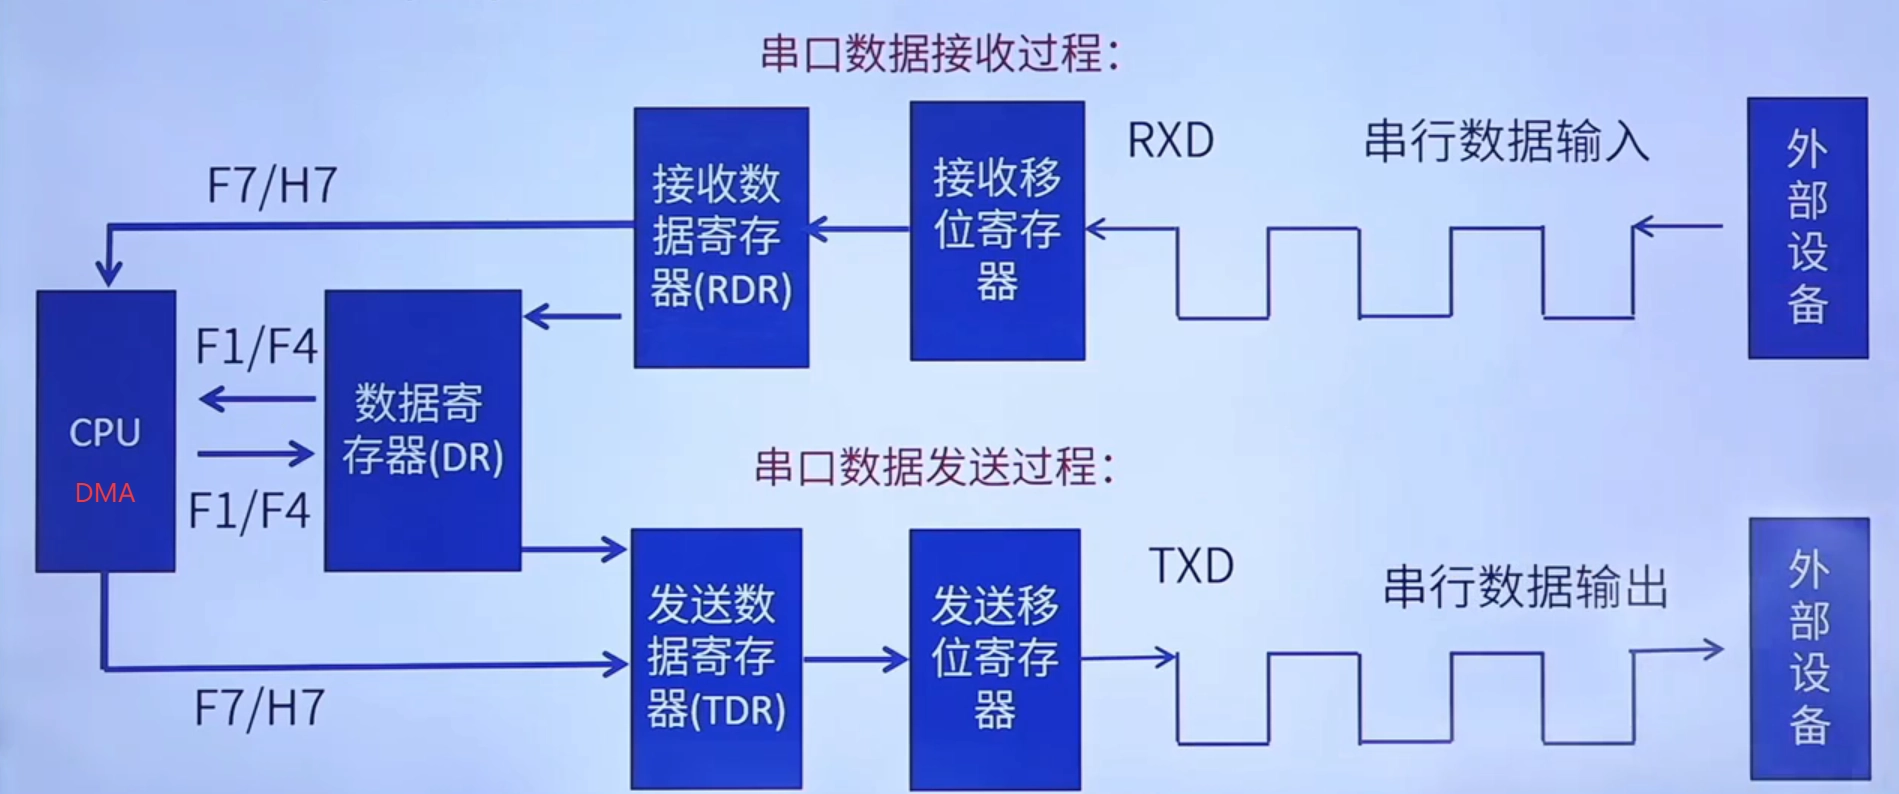 串口数据接收过程：
F7/H7
接收数
据寄存
器(RDR)
接收移
位寄存
器
RXD
串行数据输入
外
部
设
备
CPU
DMA
F1/F4
F1/F4
数据寄
存器(DR)
串口数据发送过程：
F7/H7
发送数
据寄存
器(TDR)
发送移
位寄存
器
TXD
串行数据输出
外
部
设
备